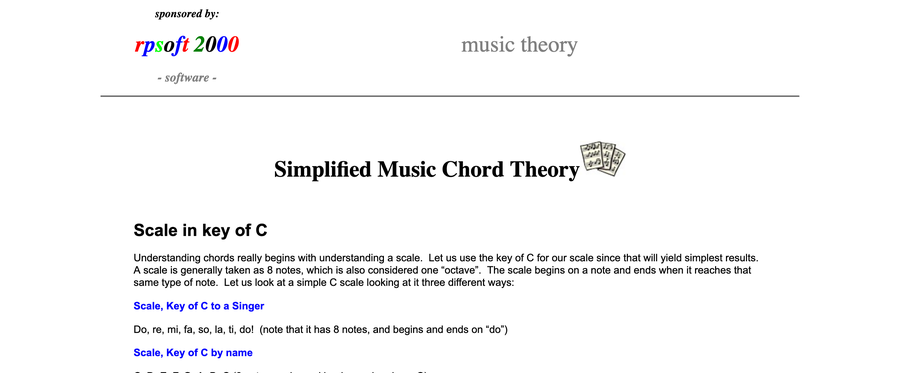 sponsored by:
rpsoft 2000
music theory
- software -
Simplified Music Chord Theory
Scale in key of C
Understanding chords really begins with understanding a scale.  Let us use the key of C for our scale since that will yield simplest results.
A scale is generally taken as 8 notes, which is also considered one “octave”.  The scale begins on a note and ends when it reaches that
same type of note.  Let us look at a simple C scale looking at it three different ways:
Scale, Key of C to a Singer
Do, re, mi, fa, so, la, ti, do!  (note that it has 8 notes, and begins and ends on “do”)
Scale, Key of C by name